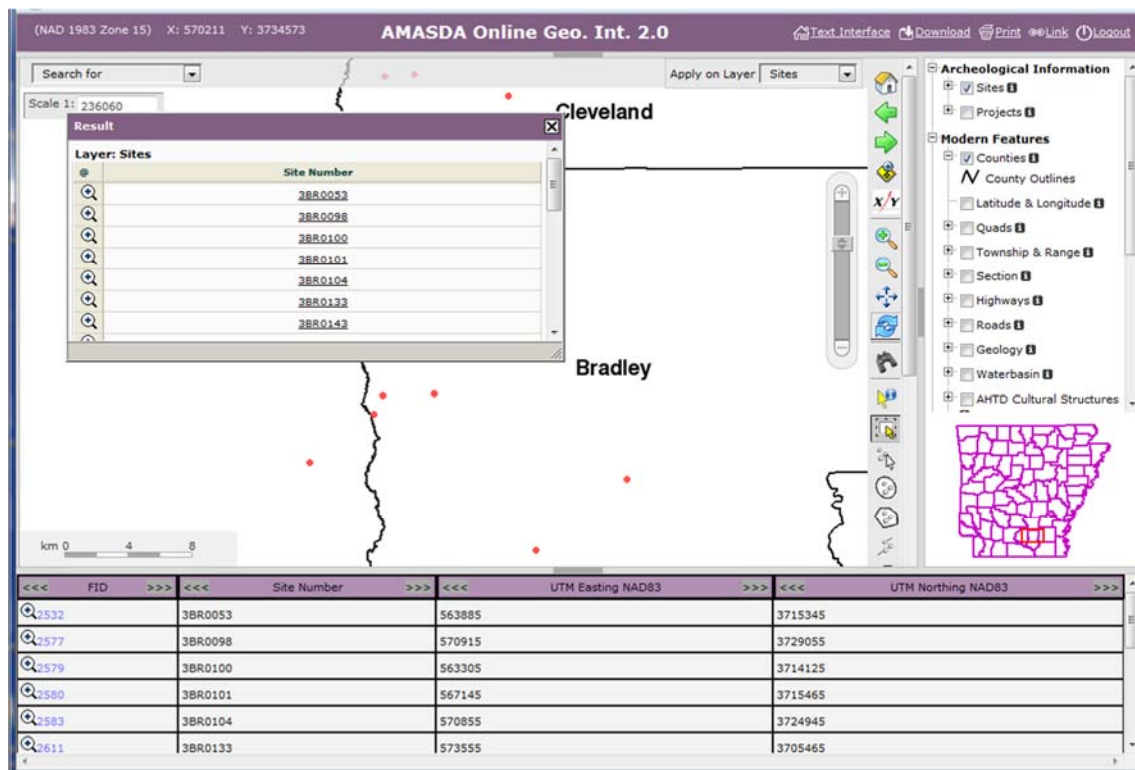 (NAD 1983 Zone 15) X: 570211 Y: 3734573 AMASDA Online Geo. Int. 2.0 Text Interface Download Print Link Logout
Search for
Apply on Layer Sites
Scale 1: 236060
Result
Layer: Sites
@ Site Number
3BR0053
3BR0098
3BR0100
3BR0101
3BR0104
3BR0133
3BR0143
Cleveland
Bradley
km 0 4 8
X/Y
Archeological Information
Sites
Projects
Modern Features
Counties
County Outlines
Latitude & Longitude
Quads
Township & Range
Section
Highways
Roads
Geology
Waterbasin
AHTD Cultural Structures
<<< FID >>> <<< Site Number >>> <<< UTM Easting NAD83 >>> <<< UTM Northing NAD83 >>>
2532 3BR0053 563885 3715345
2577 3BR0098 570915 3729055
2579 3BR0100 563305 3714125
2580 3BR0101 567145 3715465
2583 3BR0104 570855 3724945
2611 3BR0133 573555 3705465